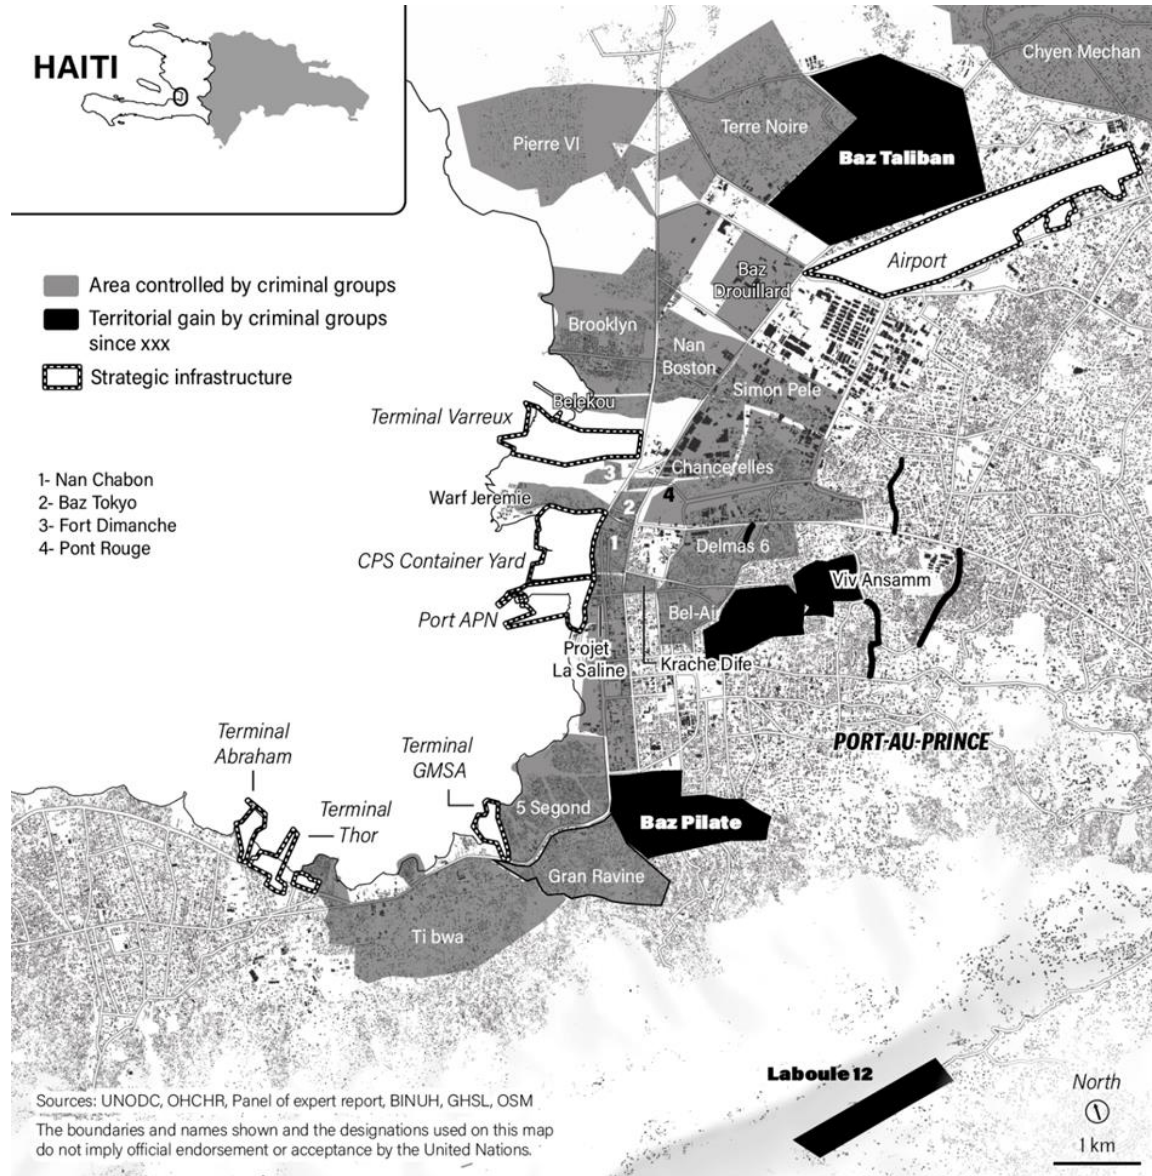 HAITI
Chyen Mechan
Pierre VI
Terre Noire
Baz Taliban
Airport
Baz
Drouillard
Area controlled by criminal groups
Territorial gain by criminal groups
since xxx
Strategic infrastructure
Brooklyn
Nan
Boston
Simon Pele
Belekou
Terminal Varreux
Chancerelles
3
4
2
1
Warf Jeremie
1- Nan Chabon
2- Baz Tokyo
3- Fort Dimanche
4- Pont Rouge
CPS Container Yard
Delmas 6
Viv Ansamm
Port APN
Bel-Air
Projet
La Saline
Krache Dife
PORT-AU-PRINCE
Terminal
Abraham
Terminal
GMSA
Terminal
Thor
5 Segond
Baz Pilate
Gran Ravine
Ti bwa
Laboule 12
North
1 km
Sources: UNODC, OHCHR, Panel of expert report, BINUH, GHSL, OSM
The boundaries and names shown and the designations used on this map
do not imply official endorsement or acceptance by the United Nations.